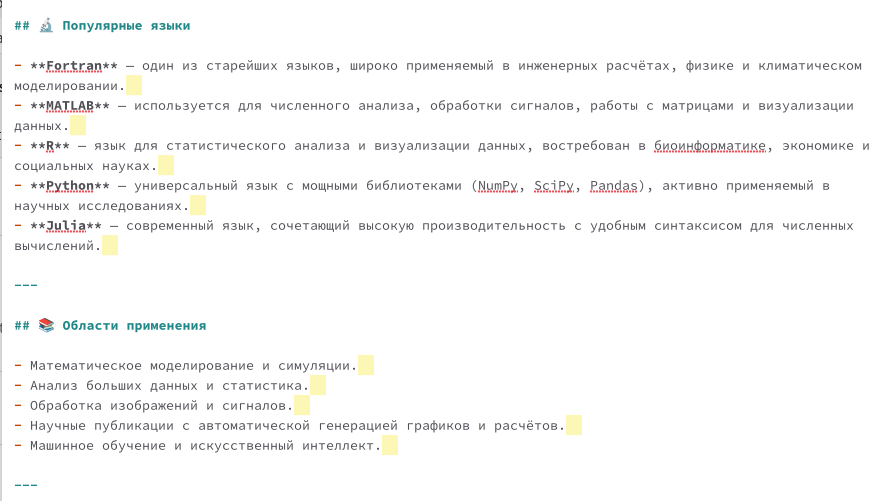 ## 🔬 Популярные языки
- **Fortran** — один из старейших языков, широко применяемый в инженерных расчётах, физике и климатическом
моделировании.
- **MATLAB** — используется для численного анализа, обработки сигналов, работы с матрицами и визуализации
данных.
- **R** — язык для статистического анализа и визуализации данных, востребован в биоинформатике, экономике и
социальных науках.
- **Python** — универсальный язык с мощными библиотеками (NumPy, SciPy, Pandas), активно применяемый в
научных исследованиях.
- **Julia** — современный язык, сочетающий высокую производительность с удобным синтаксисом для численных
вычислений.
---
## 📚 Области применения
- Математическое моделирование и симуляции.
- Анализ больших данных и статистика.
- Обработка изображений и сигналов.
- Научные публикации с автоматической генерацией графиков и расчётов.
- Машинное обучение и искусственный интеллект.
---